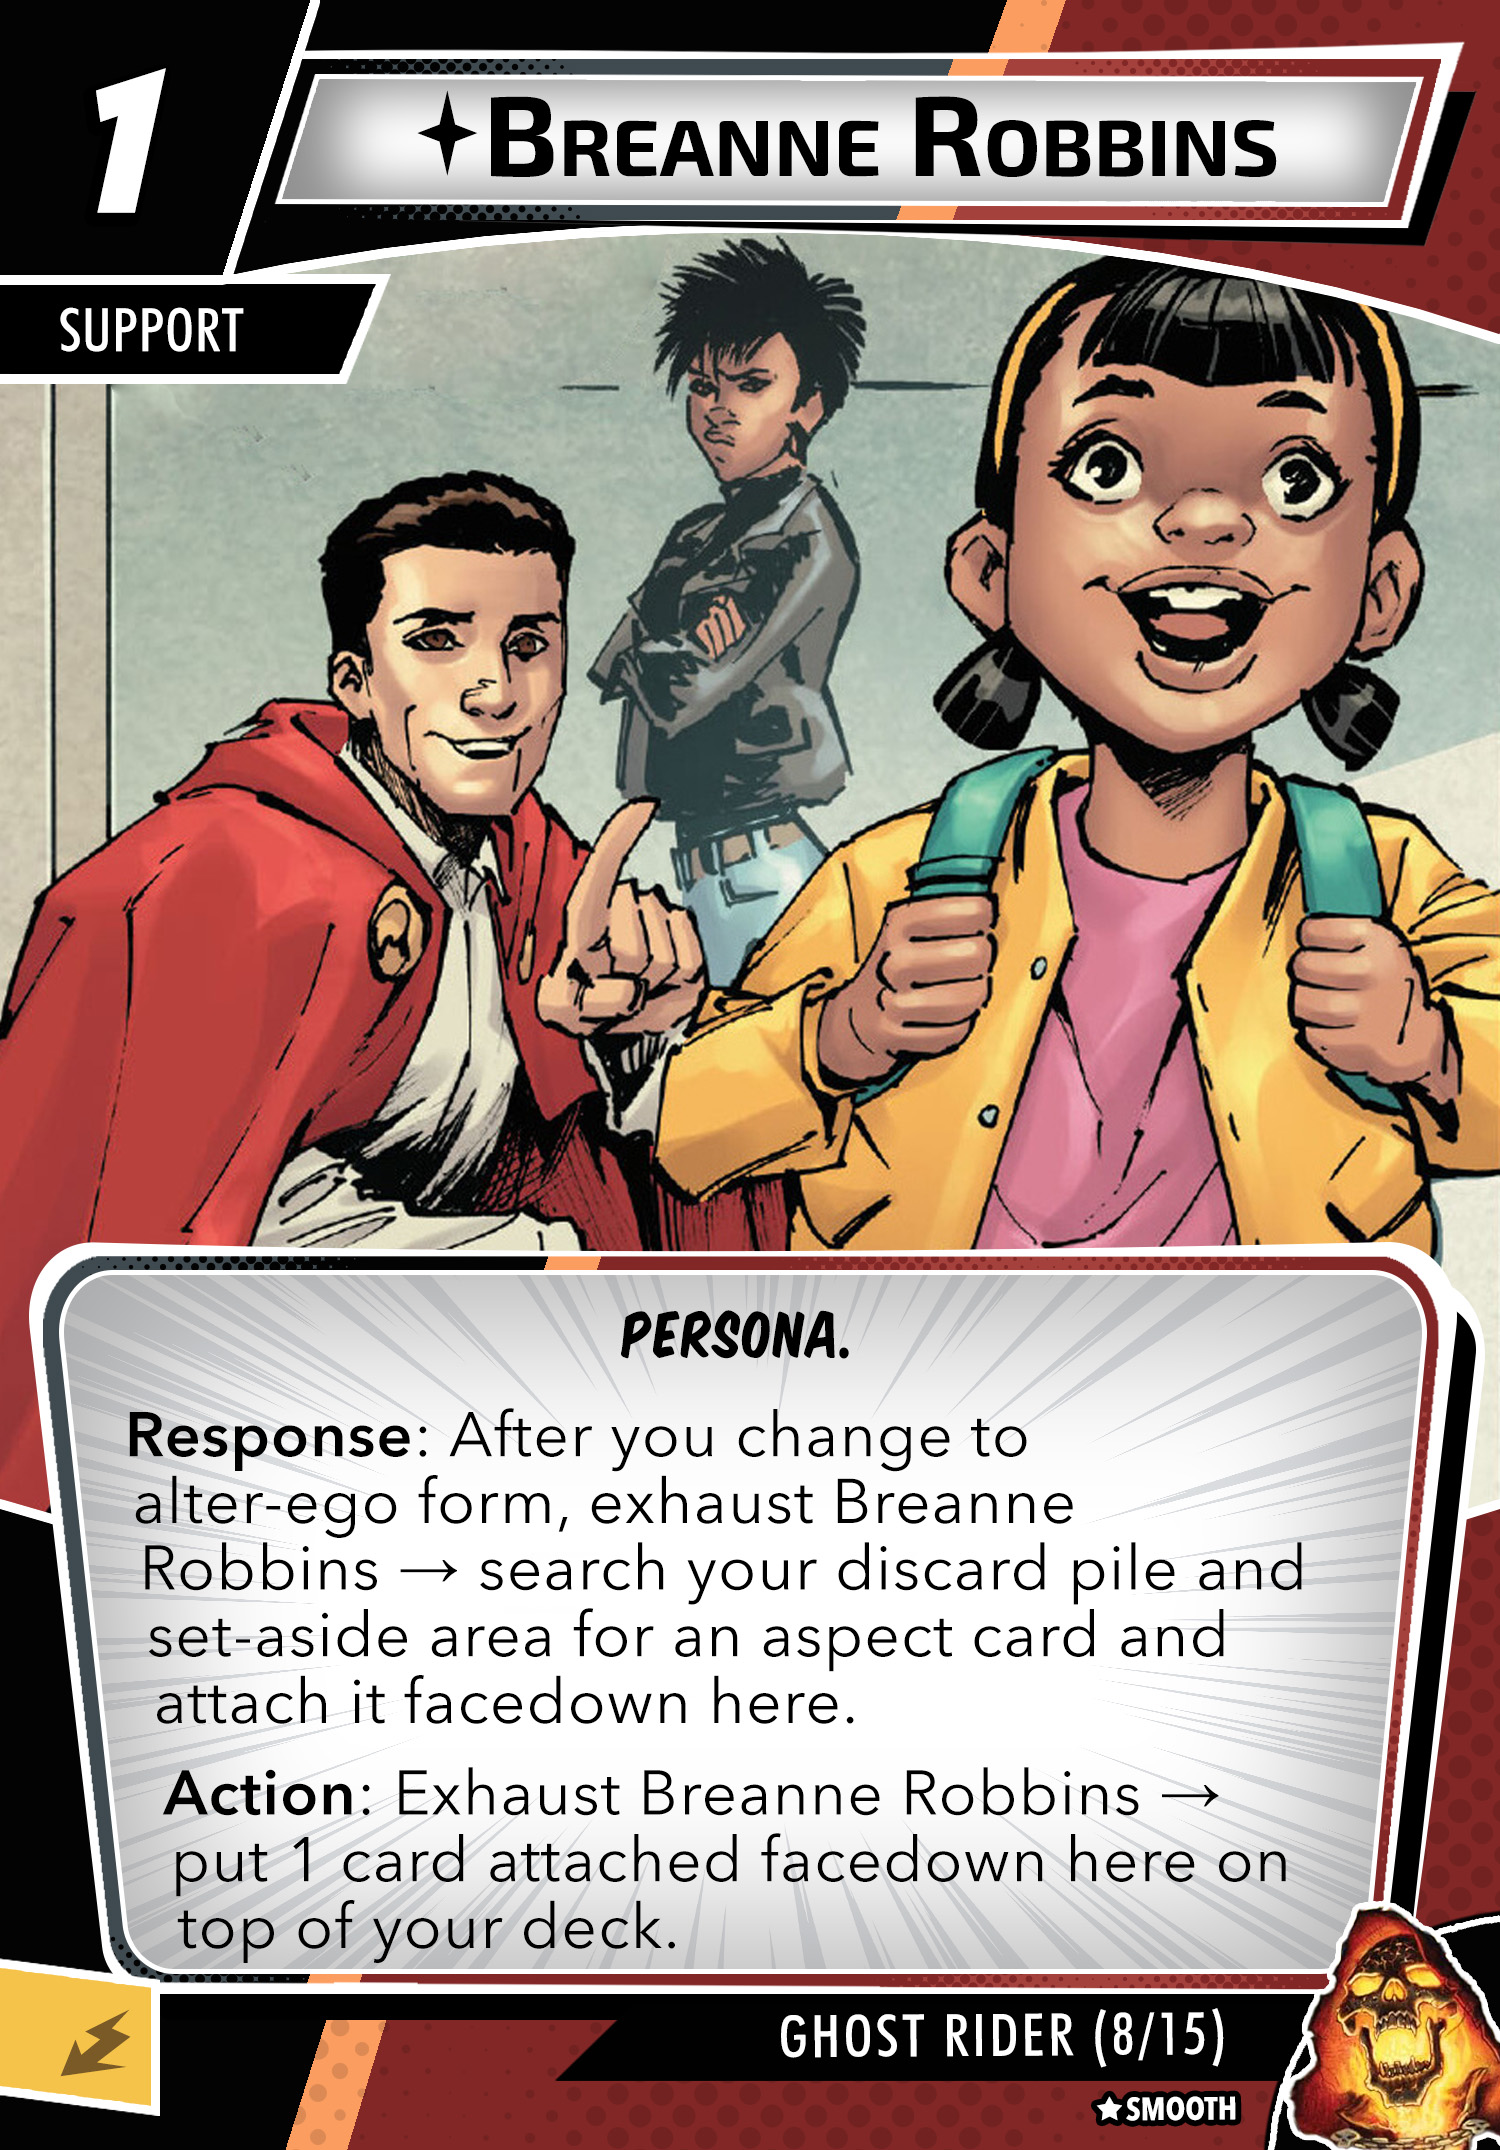 1
BREANNE ROBBINS
SUPPORT
PERSONA.
Response: After you change to
alter-ego form, exhaust Breanne
Robbins → search your discard pile and
set-aside area for an aspect card and
attach it facedown here.
Action: Exhaust Breanne Robbins →
put 1 card attached facedown here on
top of your deck.
GHOST RIDER (8/15)
★SMOOTH